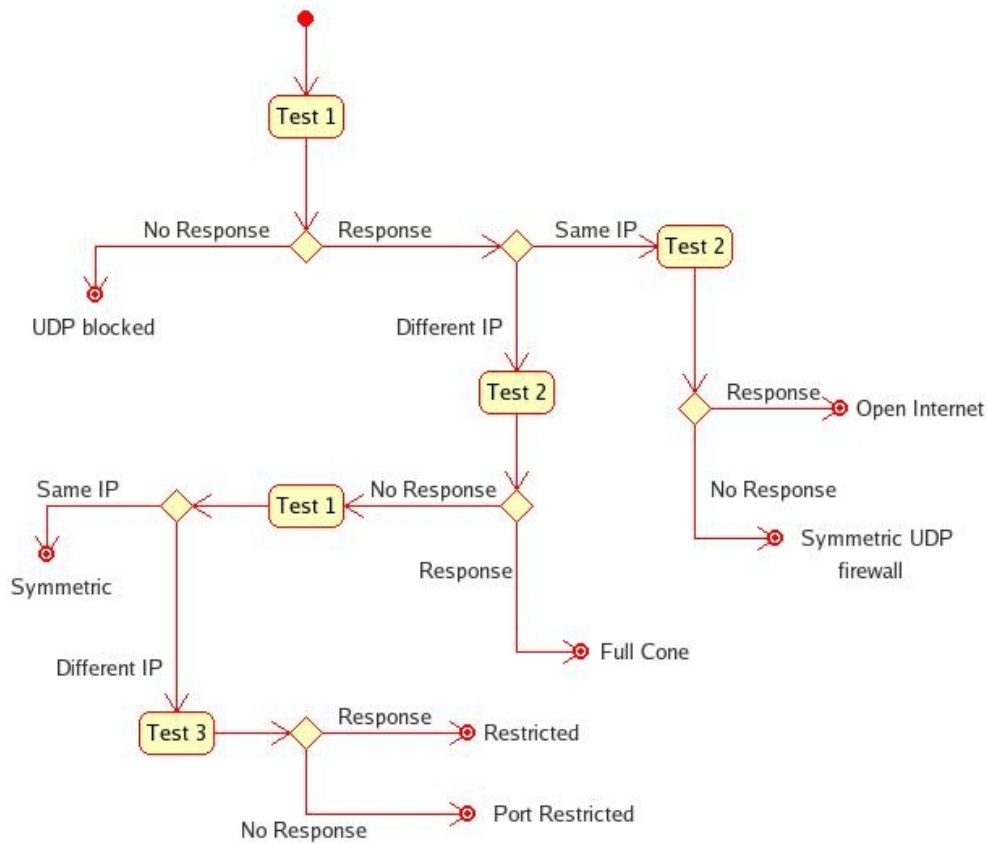 Test 1
No Response
Response
Same IP
Test 2
UDP blocked
Different IP
Test 2
Response
Open Internet
Same IP
Test 1
No Response
No Response
Symmetric UDP
firewall
Symmetric
Response
Full Cone
Different IP
Test 3
Response
Restricted
No Response
Port Restricted